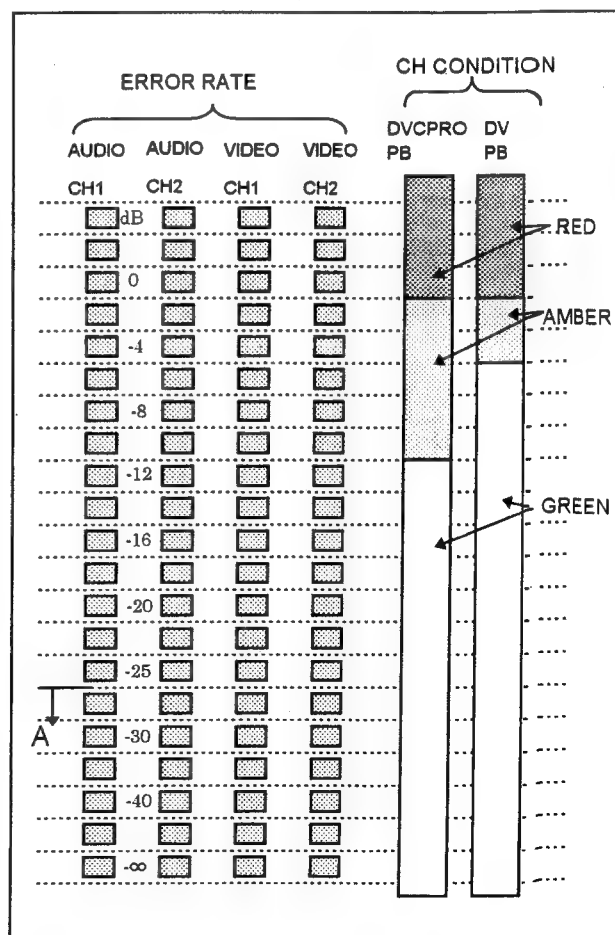 CH CONDITION
ERROR RATE
DVCPRO DV
PB PB
AUDIO AUDIO VIDEO VIDEO
CH1 CH2 CH1 CH2
dB
RED
0
AMBER
-4
-8
-12
GREEN
-16
-20
-25
A
-30
-40
-∞